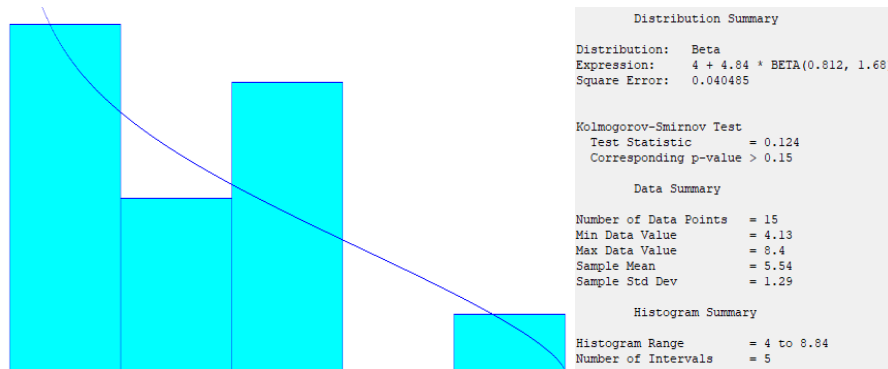 Distribution Summary
Distribution: Beta
Expression: 4 + 4.84 * BETA(0.812, 1.68
Square Error: 0.040485
Kolmogorov-Smirnov Test
Test Statistic = 0.124
Corresponding p-value > 0.15
Data Summary
Number of Data Points = 15
Min Data Value = 4.13
Max Data Value = 8.4
Sample Mean = 5.54
Sample Std Dev = 1.29
Histogram Summary
Histogram Range = 4 to 8.84
Number of Intervals = 5